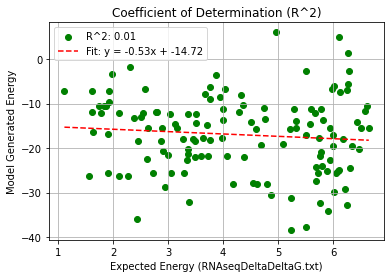 Coefficient of Determination (R^2)
R^2: 0.01
Fit: y = -0.53x + -14.72
Model Generated Energy
10
0
−10
−20
−30
−40
1 2 3 4 5 6
Expected Energy (RNAseqDeltaDeltaG.txt)